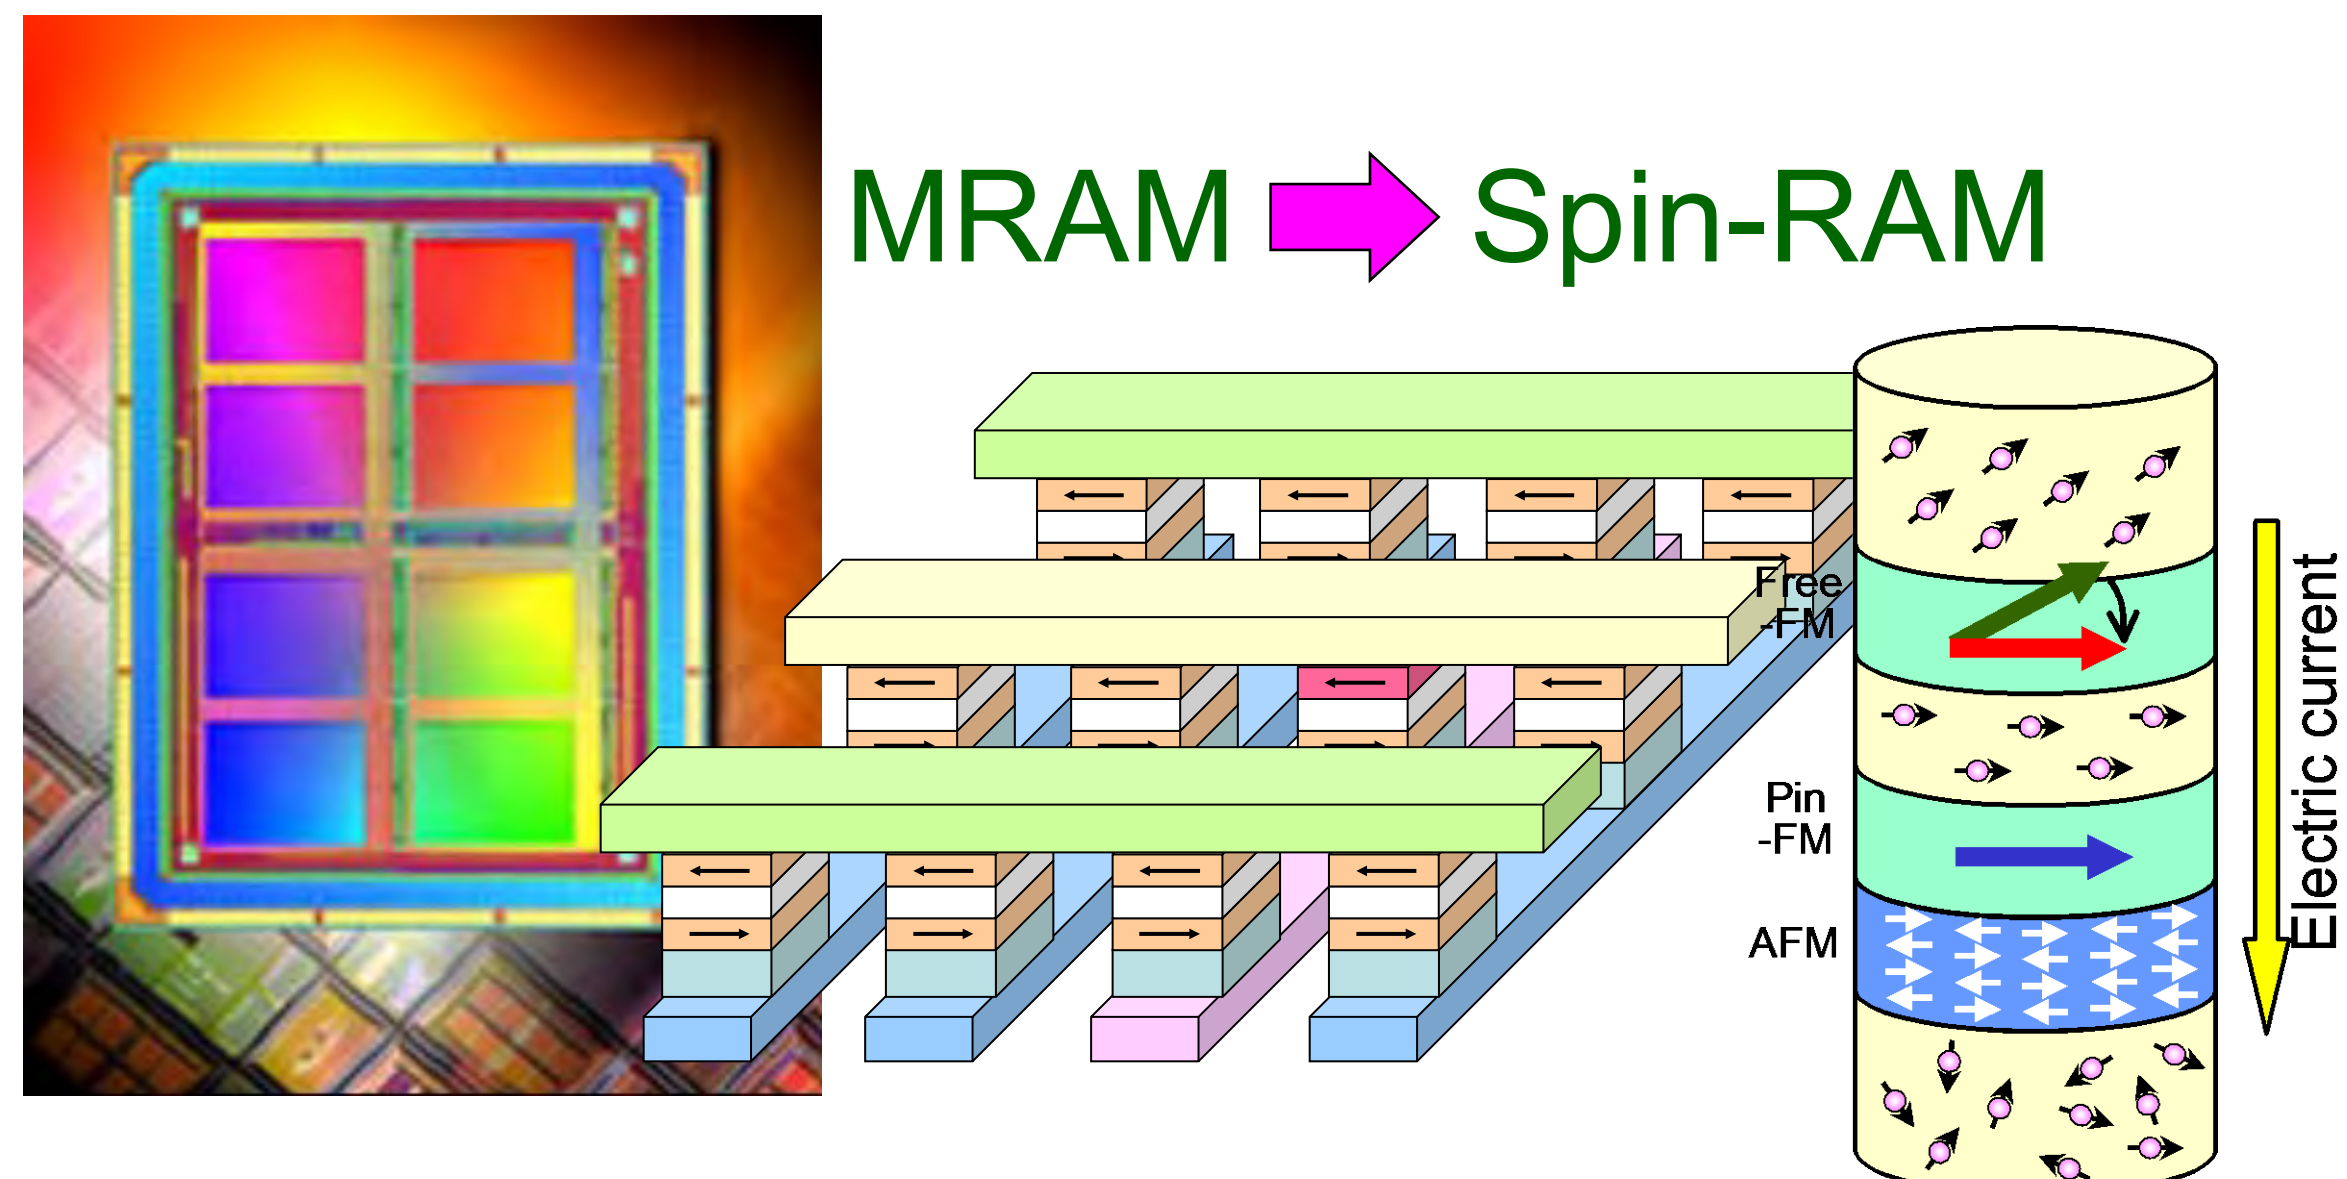 MRAM Spin-RAM
Free
-FM
Pin
-FM
AFM
Electric current